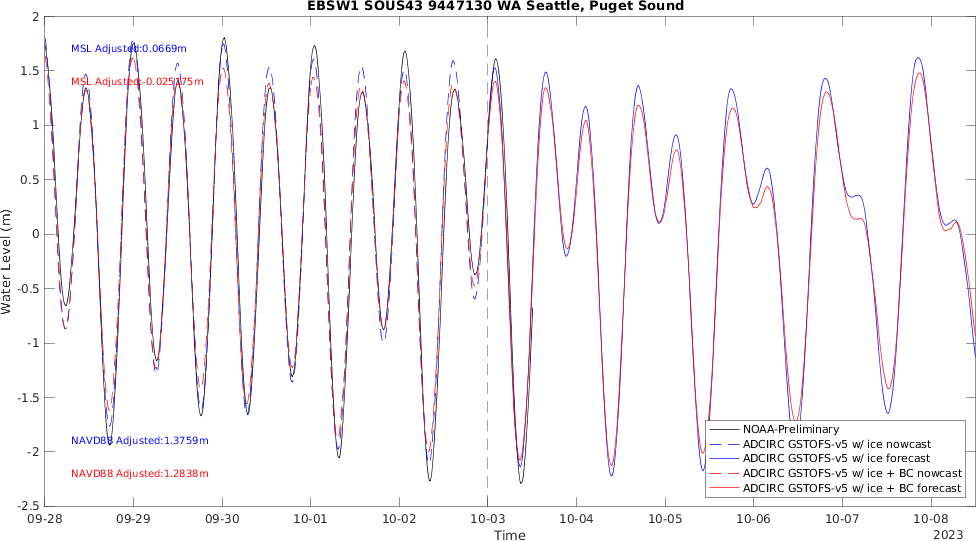 EBSW1 SOUS43 9447130 WA Seattle, Puget Sound
2
1.5
1
0.5
0
-0.5
-1
-1.5
-2
-2.5
Water Level (m)
MSL Adjusted:0.0669m
MSL Adjusted:-0.025175m
NAVD88 Adjusted:1.3759m
NAVD88 Adjusted:1.2838m
NOAA-Preliminary
ADCIRC GSTOFS-v5 w/ ice nowcast
ADCIRC GSTOFS-v5 w/ ice forecast
ADCIRC GSTOFS-v5 w/ ice + BC nowcast
ADCIRC GSTOFS-v5 w/ ice + BC forecast
09-28 09-29 09-30 10-01 10-02 10-03 10-04 10-05 10-06 10-07 10-08
Time
2023